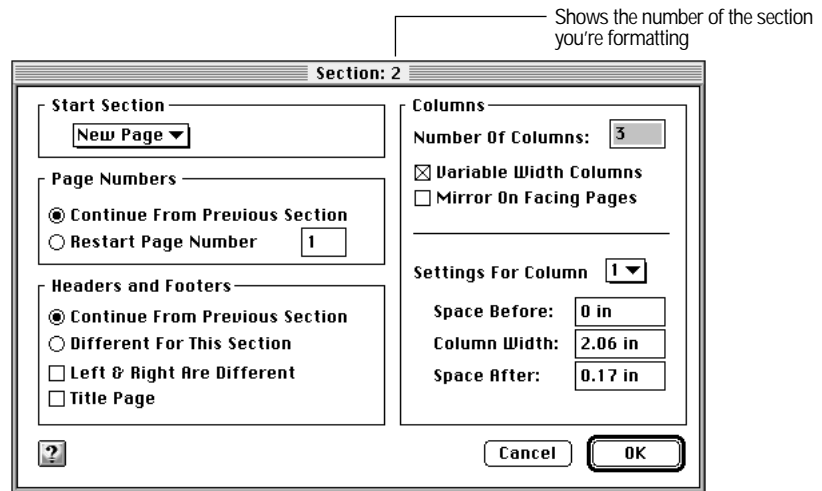 Shows the number of the section
you're formatting
Section: 2
Start Section
New Page
Page Numbers
Continue From Previous Section
Restart Page Number 1
Headers and Footers
Continue From Previous Section
Different For This Section
Left & Right Are Different
Title Page
Columns
Number Of Columns: 3
Variable Width Columns
Mirror On Facing Pages
Settings For Column 1
Space Before: 0 in
Column Width: 2.06 in
Space After: 0.17 in
?
Cancel
OK